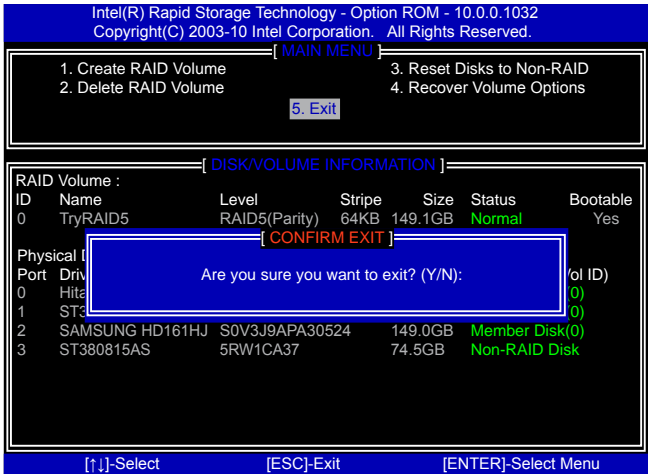 Intel(R) Rapid Storage Technology - Option ROM - 10.0.0.1032
Copyright(C) 2003-10 Intel Corporation. All Rights Reserved.
[ MAIN MENU ]
1. Create RAID Volume 3. Reset Disks to Non-RAID
2. Delete RAID Volume 4. Recover Volume Options
5. Exit
[ DISK/VOLUME INFORMATION ]
RAID Volume :
ID Name Level Stripe Size Status Bootable
0 TryRAID5 RAID5(Parity) 64KB 149.1GB Normal Yes
[ CONFIRM EXIT ]
Are you sure you want to exit? (Y/N):
Physical
Port ID)
0 (0)
1 (0)
2 SAMSUNG HD161HJ S0V3J9APA30524 149.0GB Member Disk(0)
3 ST380815AS 5RW1CA37 74.5GB Non-RAID Disk
[↑↓]-Select [ESC]-Exit [ENTER]-Select Menu